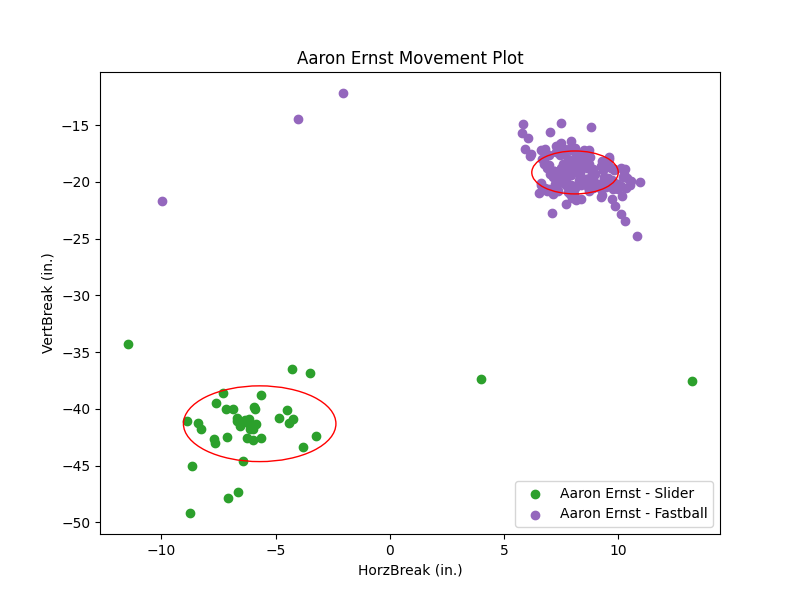 Aaron Ernst Movement Plot
VertBreak (in.)
−15
−20
−25
−30
−35
−40
−45
−50
−10
−5
0
5
10
HorzBreak (in.)
Aaron Ernst - Slider
Aaron Ernst - Fastball